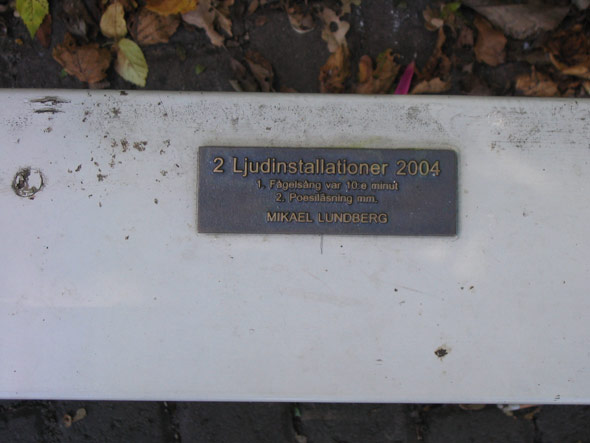 2 Ljudinstallationer 2004
1. Fågelsång var 10:e minut
2. Poesiläsning mm.
MIKAEL LUNDBERG